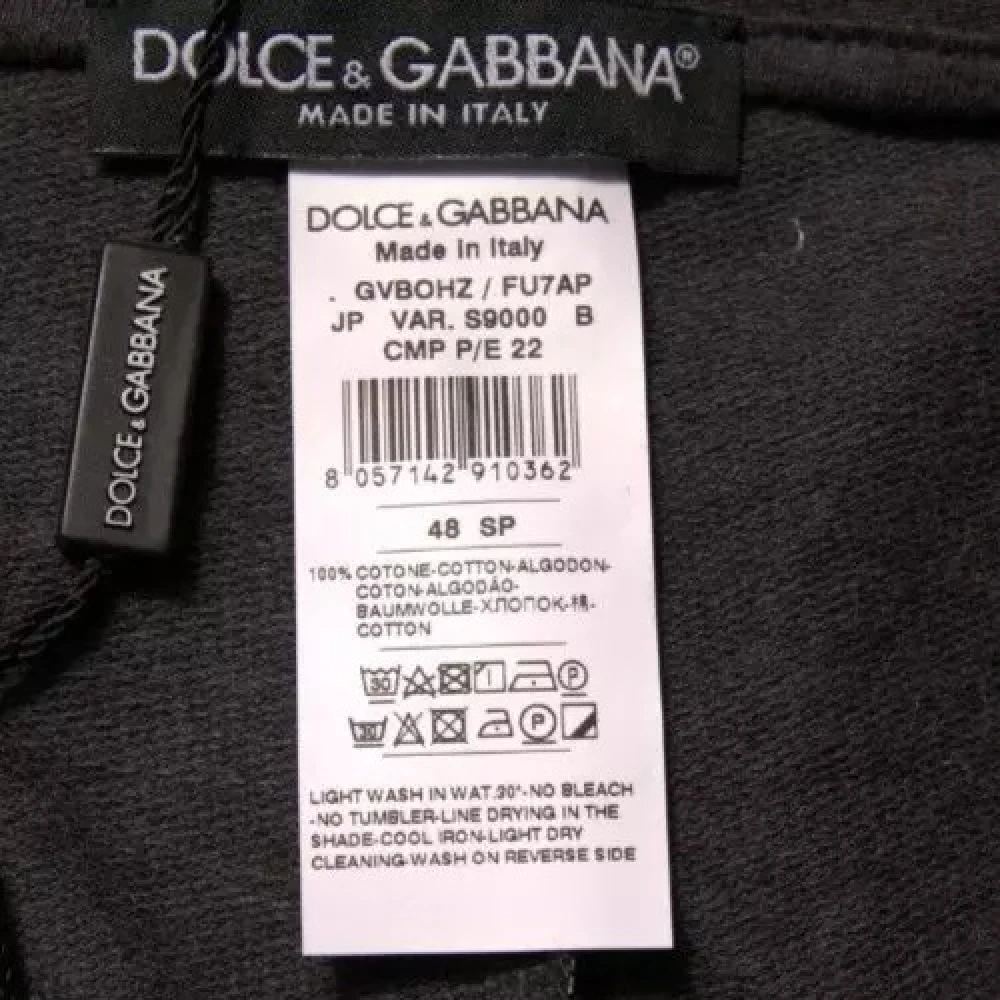 DOLCE & GABBANA®
MADE IN ITALY
DOLCE & GABBANA
DOLCE & GABBANA
Made in Italy
. GVBOHZ / FU7AP
JP VAR. S9000 B
CMP P/E 22
8 057142 910362
48 SP
100% COTONE-COTTON-ALGODON-
COTON-ALGODÃO-
BAUMWOLLE-ХЛОПОК-棉-
COTTON
30 P
30 P
LIGHT WASH IN WAT.30°-NO BLEACH
-NO TUMBLER-LINE DRYING IN THE
SHADE-COOL IRON-LIGHT DRY
CLEANING-WASH ON REVERSE SIDE